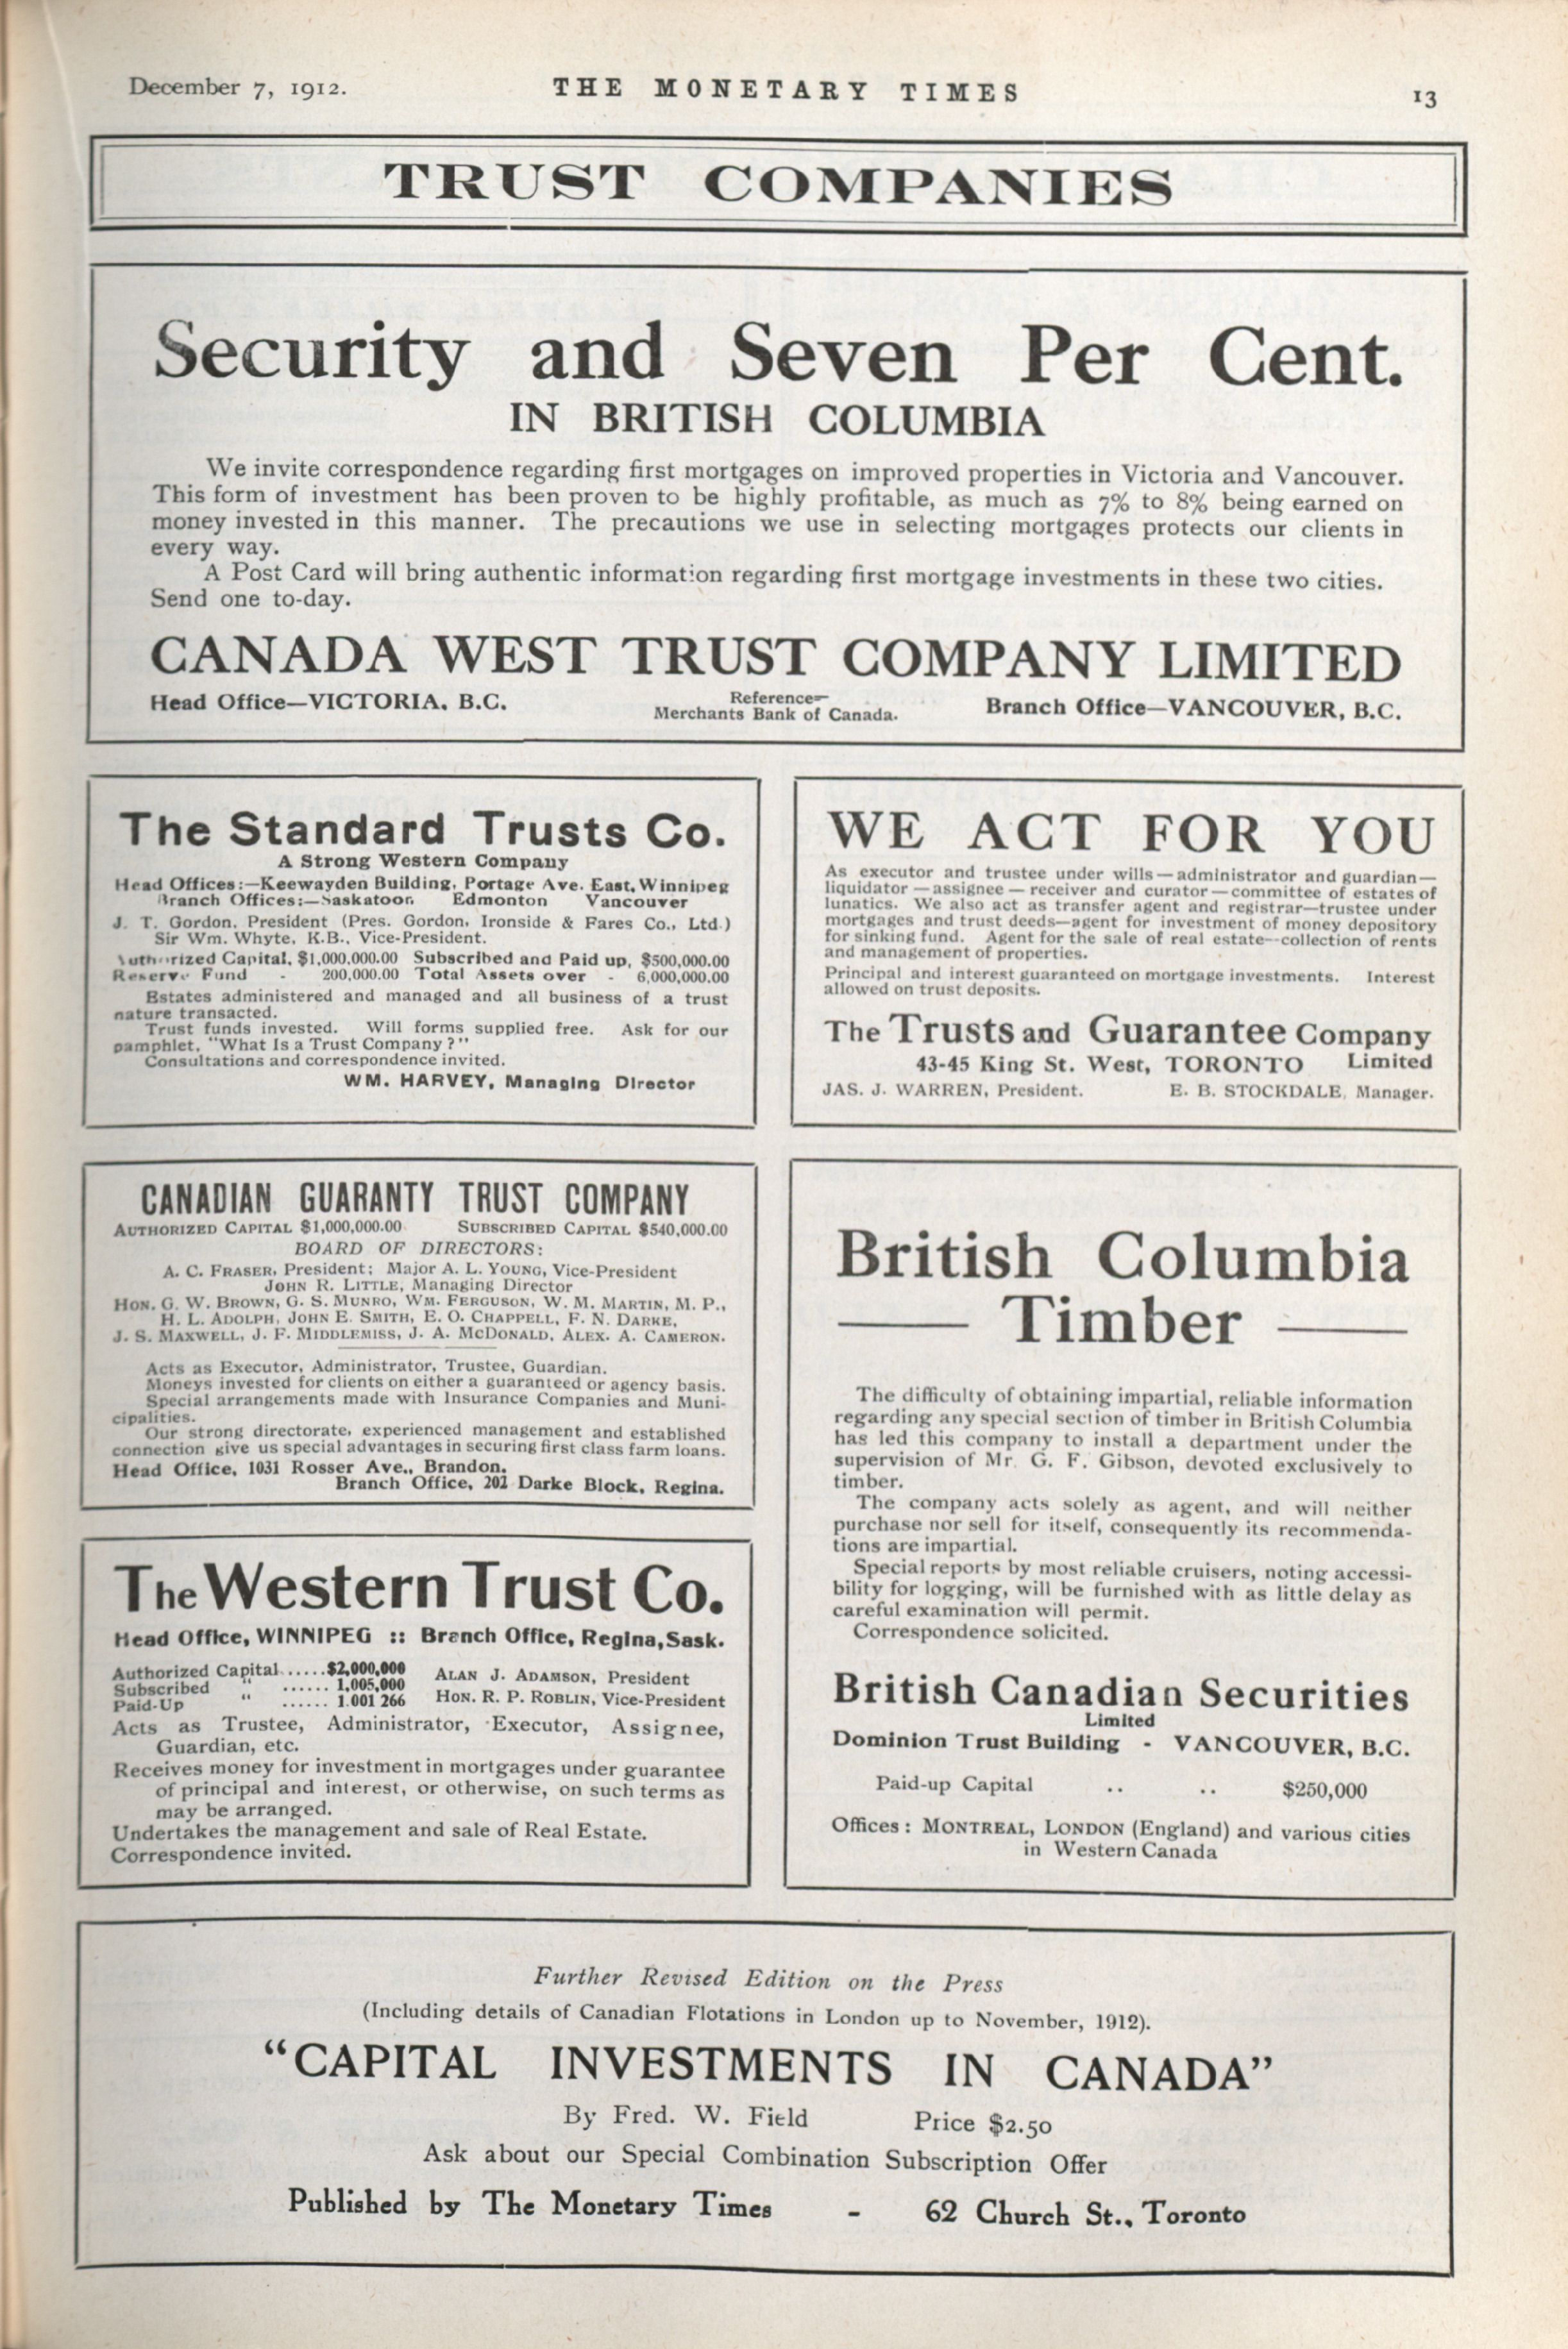 December 7, 1912.
THE MONETARY TIMES
13
TRUST COMPANIES
Security and Seven Per Cent.
IN BRITISH COLUMBIA
We invite correspondence regarding first mortgages on improved properties in Victoria and Vancouver.
This form of investment has been proven to be highly profitable, as much as 7% to 8% being earned on
money invested in this manner. The precautions we use in selecting mortgages protects our clients in
every way.
A Post Card will bring authentic information regarding first mortgage investments in these two cities.
Send one to-day.
CANADA WEST TRUST COMPANY LIMITED
Head Office—VICTORIA, B.C.
Reference—
Merchants Bank of Canada.
Branch Office—VANCOUVER, B.C.
The Standard Trusts Co.
A Strong Western Company
Head Offices:—Keewayden Building, Portage Ave. East, Winnipeg
Branch Offices:—Saskatoon Edmonton Vancouver
J. T. Gordon, President (Pres. Gordon, Ironside & Fares Co., Ltd.)
Sir Wm. Whyte, K.B., Vice-President.
Authorized Capital, $1,000,000.00 Subscribed and Paid up, $500,000.00
Reserve Fund - 200,000.00 Total Assets over - 6,000,000.00
Estates administered and managed and all business of a trust
nature transacted.
Trust funds invested. Will forms supplied free. Ask for our
pamphlet, "What Is a Trust Company?"
Consultations and correspondence invited.
WM. HARVEY, Managing Director
WE ACT FOR YOU
As executor and trustee under wills—administrator and guardian—
liquidator—assignee—receiver and curator—committee of estates of
lunatics. We also act as transfer agent and registrar—trustee under
mortgages and trust deeds—agent for investment of money depository
for sinking fund. Agent for the sale of real estate—collection of rents
and management of properties.
Principal and interest guaranteed on mortgage investments. Interest
allowed on trust deposits.
The Trusts and Guarantee Company
43-45 King St. West, TORONTO Limited
JAS. J. WARREN, President. E. B. STOCKDALE, Manager.
CANADIAN GUARANTY TRUST COMPANY
AUTHORIZED CAPITAL $1,000,000.00 SUBSCRIBED CAPITAL $540,000.00
BOARD OF DIRECTORS:
A. C. FRASER, President; Major A. L. YOUNG, Vice-President
JOHN R. LITTLE, Managing Director
HON. G. W. BROWN, G. S. MUNRO, WM. FERGUSON, W. M. MARTIN, M. P.,
H. L. ADOLPH, JOHN E. SMITH, E. O. CHAPPELL, F. N. DARKE,
J. S. MAXWELL, J. F. MIDDLEMISS, J. A. MCDONALD, ALEX. A. CAMERON.
Acts as Executor, Administrator, Trustee, Guardian.
Moneys invested for clients on either a guaranteed or agency basis.
Special arrangements made with Insurance Companies and Muni-
cipalities.
Our strong directorate, experienced management and established
connection give us special advantages in securing first class farm loans.
Head Office, 1031 Rosser Ave., Brandon.
Branch Office, 202 Darke Block, Regina.
The Western Trust Co.
Head Office, WINNIPEG :: Branch Office, Regina, Sask.
Authorized Capital ..... $2,000,000
Subscribed " ...... 1,005,000
Paid-Up " ...... 1.001 266
ALAN J. ADAMSON, President
HON. R. P. ROBLIN, Vice-President
Acts as Trustee, Administrator, Executor, Assignee,
Guardian, etc.
Receives money for investment in mortgages under guarantee
of principal and interest, or otherwise, on such terms as
may be arranged.
Undertakes the management and sale of Real Estate.
Correspondence invited.
British Columbia
Timber
The difficulty of obtaining impartial, reliable information
regarding any special section of timber in British Columbia
has led this company to install a department under the
supervision of Mr. G. F. Gibson, devoted exclusively to
timber.
The company acts solely as agent, and will neither
purchase nor sell for itself, consequently its recommenda-
tions are impartial.
Special reports by most reliable cruisers, noting accessi-
bility for logging, will be furnished with as little delay as
careful examination will permit.
Correspondence solicited.
British Canadian Securities
Limited
Dominion Trust Building - VANCOUVER, B.C.
Paid-up Capital .. .. $250,000
Offices: MONTREAL, LONDON (England) and various cities
in Western Canada
Further Revised Edition on the Press
(Including details of Canadian Flotations in London up to November, 1912).
"CAPITAL INVESTMENTS IN CANADA"
By Fred. W. Field Price $2.50
Ask about our Special Combination Subscription Offer
Published by The Monetary Times - 62 Church St., Toronto